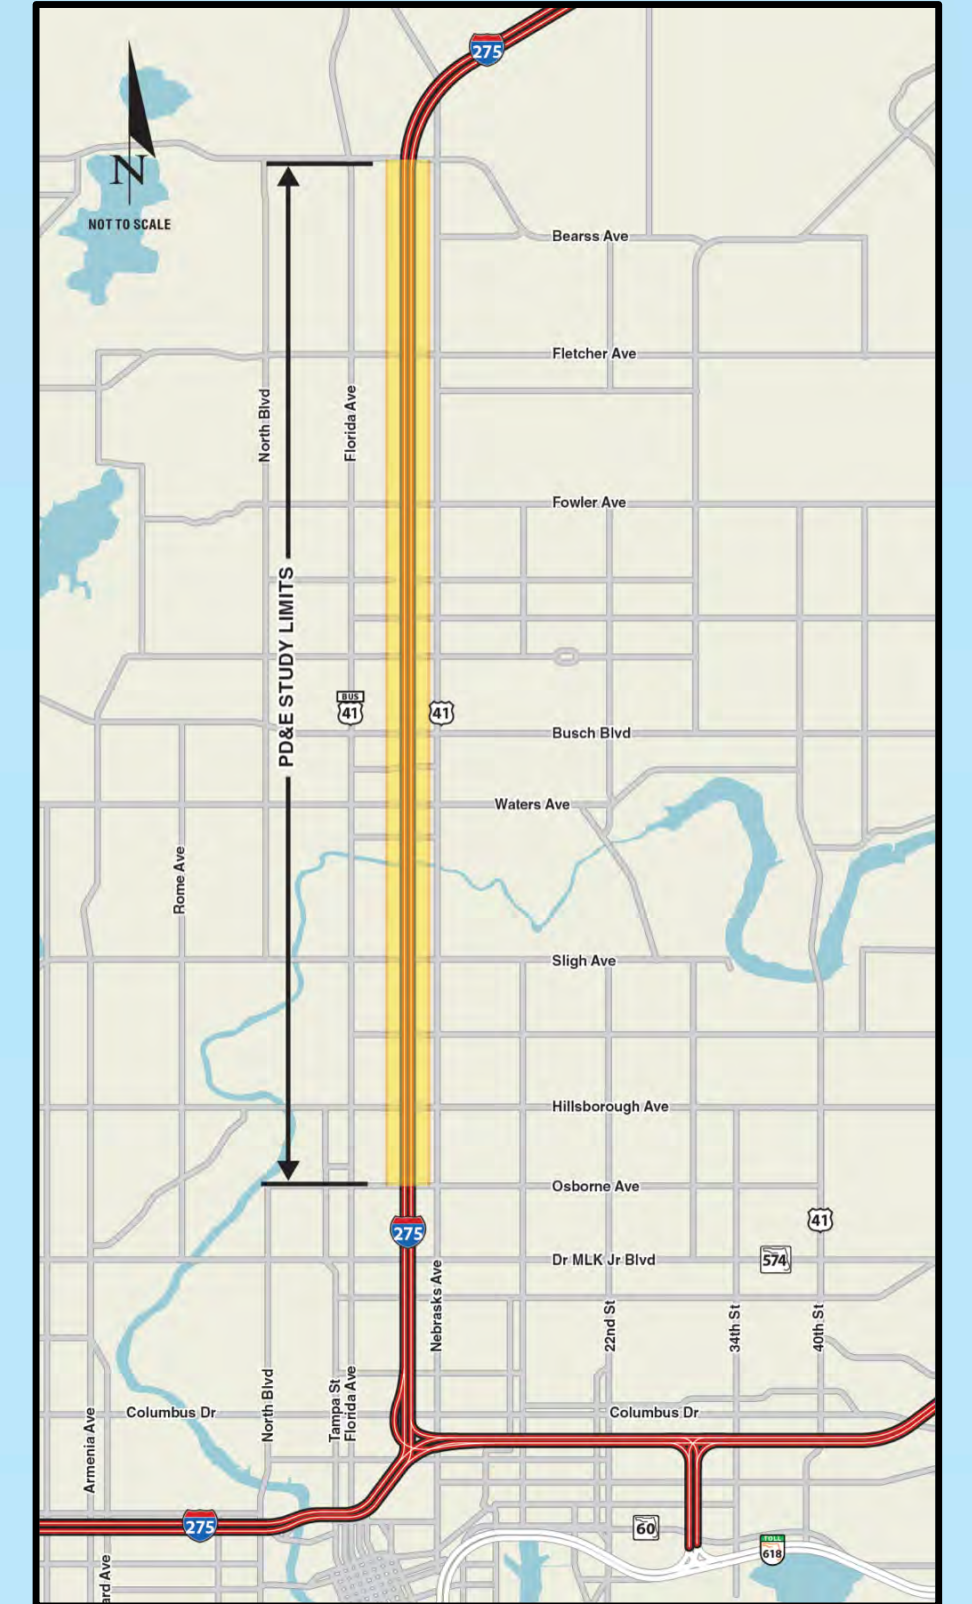 275
N
NOT TO SCALE
Bearss Ave
Fletcher Ave
North Blvd
Florida Ave
Fowler Ave
PD&E STUDY LIMITS
BUS
41
41
Busch Blvd
Waters Ave
Rome Ave
Sligh Ave
Hillsborough Ave
Osborne Ave
41
275
Dr MLK Jr Blvd
574
Nebrasks Ave
22nd St
34th St
40th St
North Blvd
Tampa St
Florida Ave
Columbus Dr
Columbus Dr
Armenia Ave
275
60
TOLL
618
ard Ave